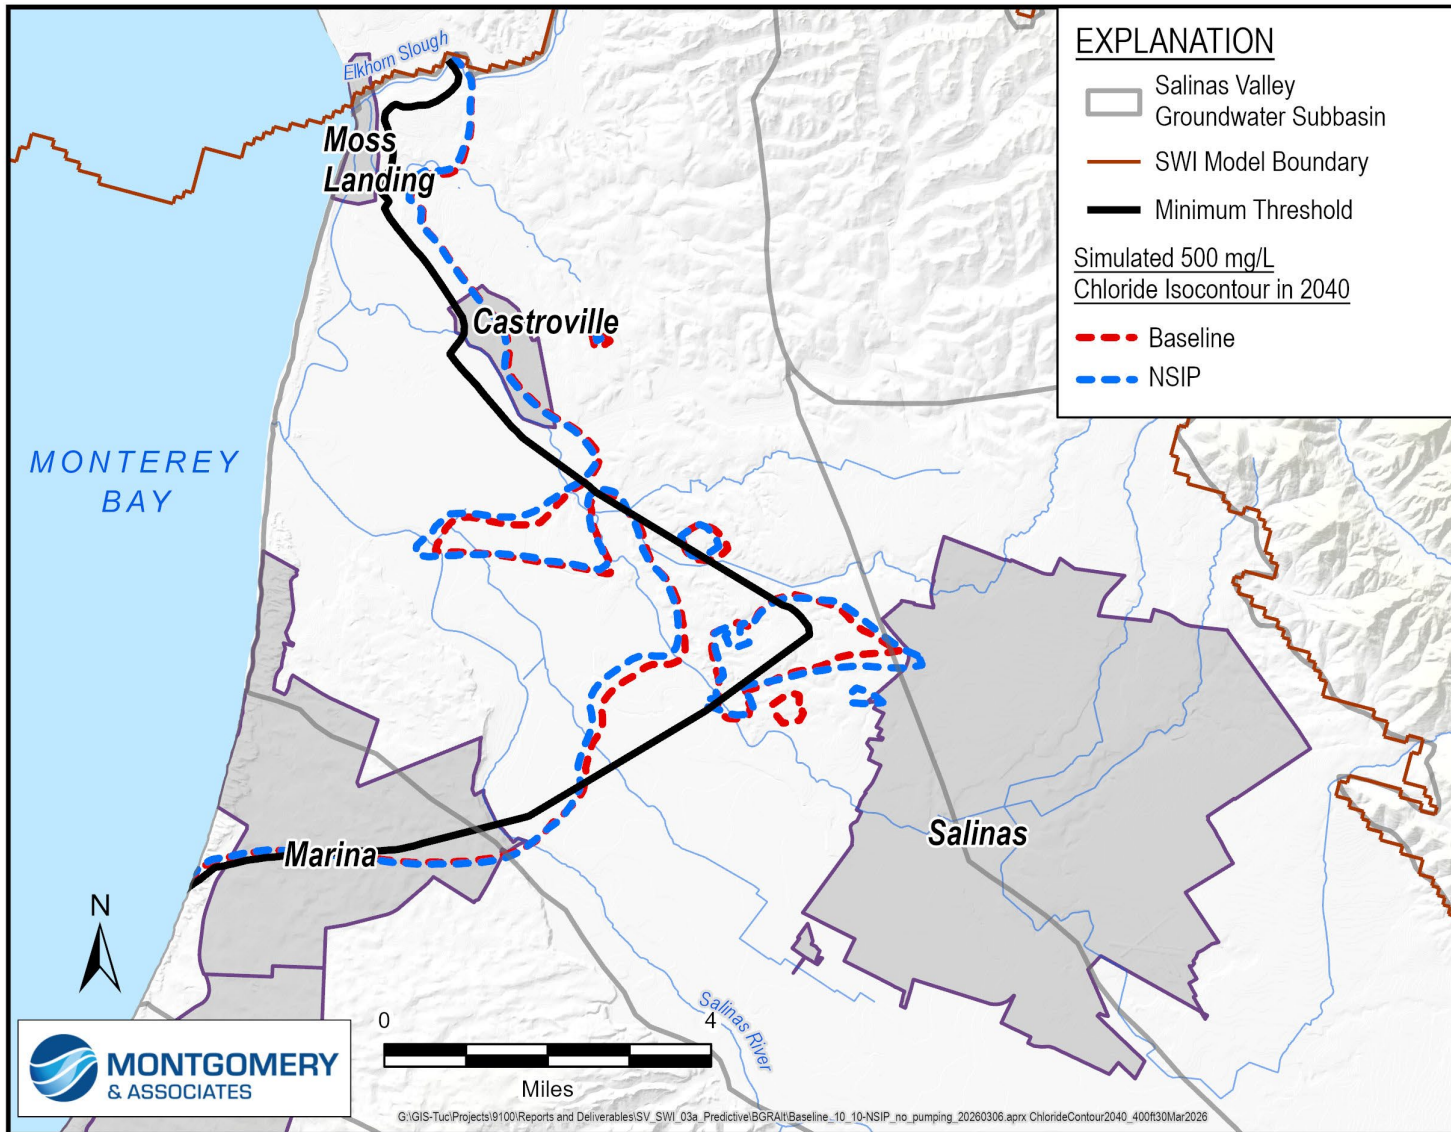 EXPLANATION
Salinas Valley
Groundwater Subbasin
SWI Model Boundary
Minimum Threshold
Simulated 500 mg/L
Chloride Isocontour in 2040
Baseline
NSIP
Elkhorn Slough
Moss
Landing
Castroville
MONTEREY
BAY
Marina
Salinas
N
Salinas River
0 4
Miles
MONTGOMERY
& ASSOCIATES
G:\GIS-Tuc\Projects\9100\Reports and Deliverables\SV_SWI_03a_Predictive\BGRAlt\Baseline_10_10-NSIP_no_pumping_20260306.aprx ChlorideContour2040_400ft30Mar2026